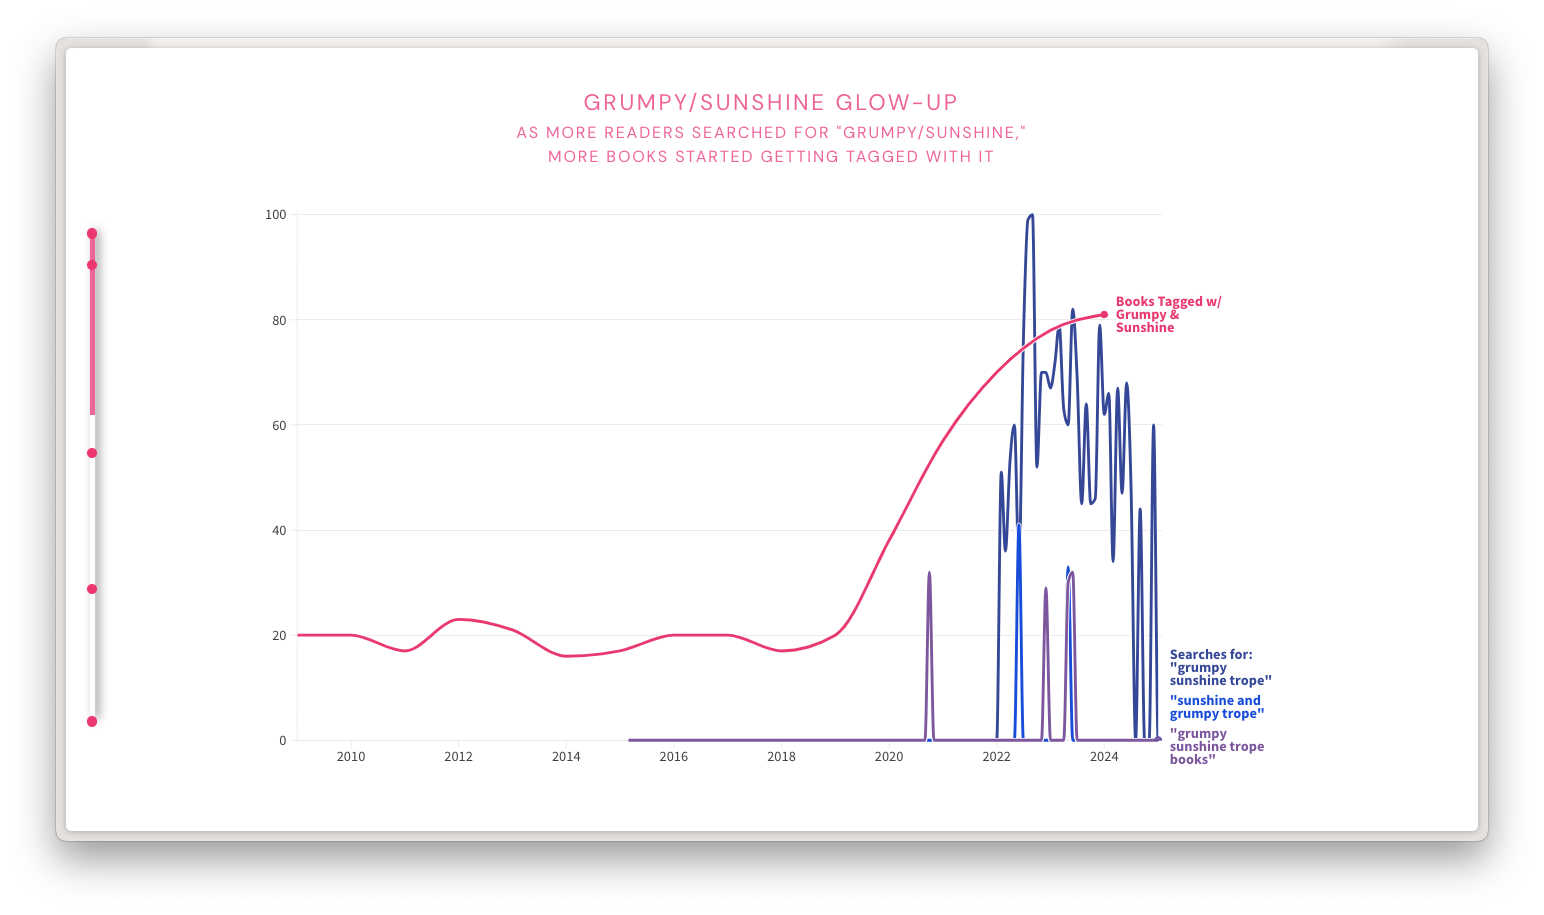 GRUMPY/SUNSHINE GLOW-UP
AS MORE READERS SEARCHED FOR "GRUMPY/SUNSHINE,"
MORE BOOKS STARTED GETTING TAGGED WITH IT
100
80
60
40
20
0
2010 2012 2014 2016 2018 2020 2022 2024
Books Tagged w/
Grumpy &
Sunshine
Searches for:
"grumpy
sunshine trope"
"sunshine and
grumpy trope"
"grumpy
sunshine trope
books"